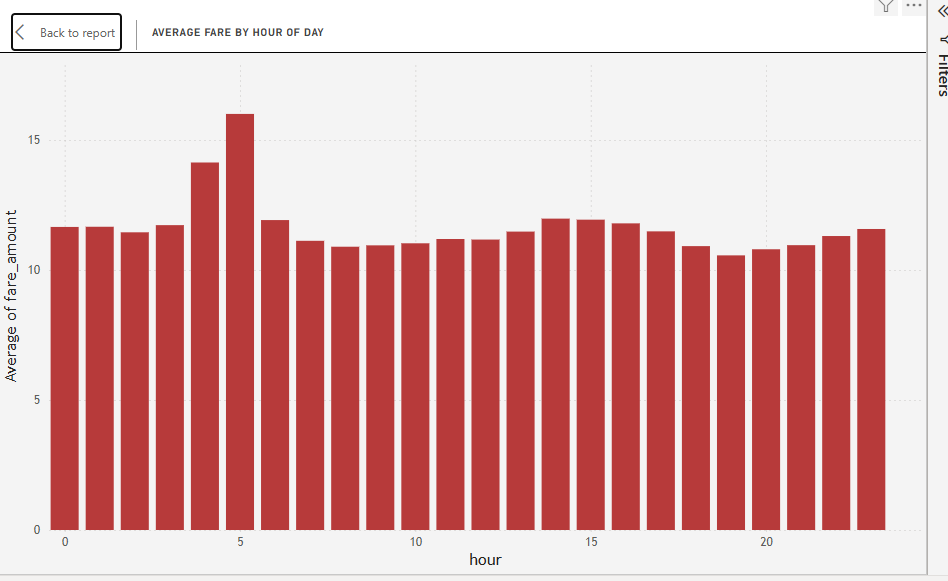 Back to report
AVERAGE FARE BY HOUR OF DAY
Filters
Average of fare_amount
15
10
5
0
0 5 10 15 20
hour